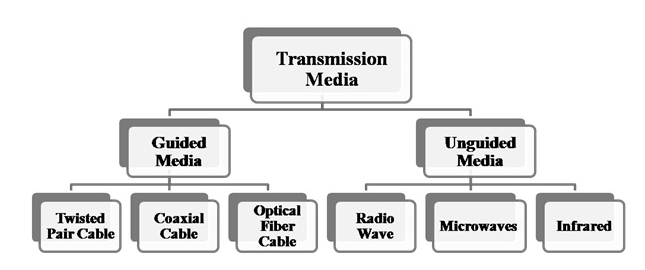 Transmission
Media
Guided
Media
Unguided
Media
Twisted
Pair Cable
Coaxial
Cable
Optical
Fiber
Cable
Radio
Wave
Microwaves
Infrared